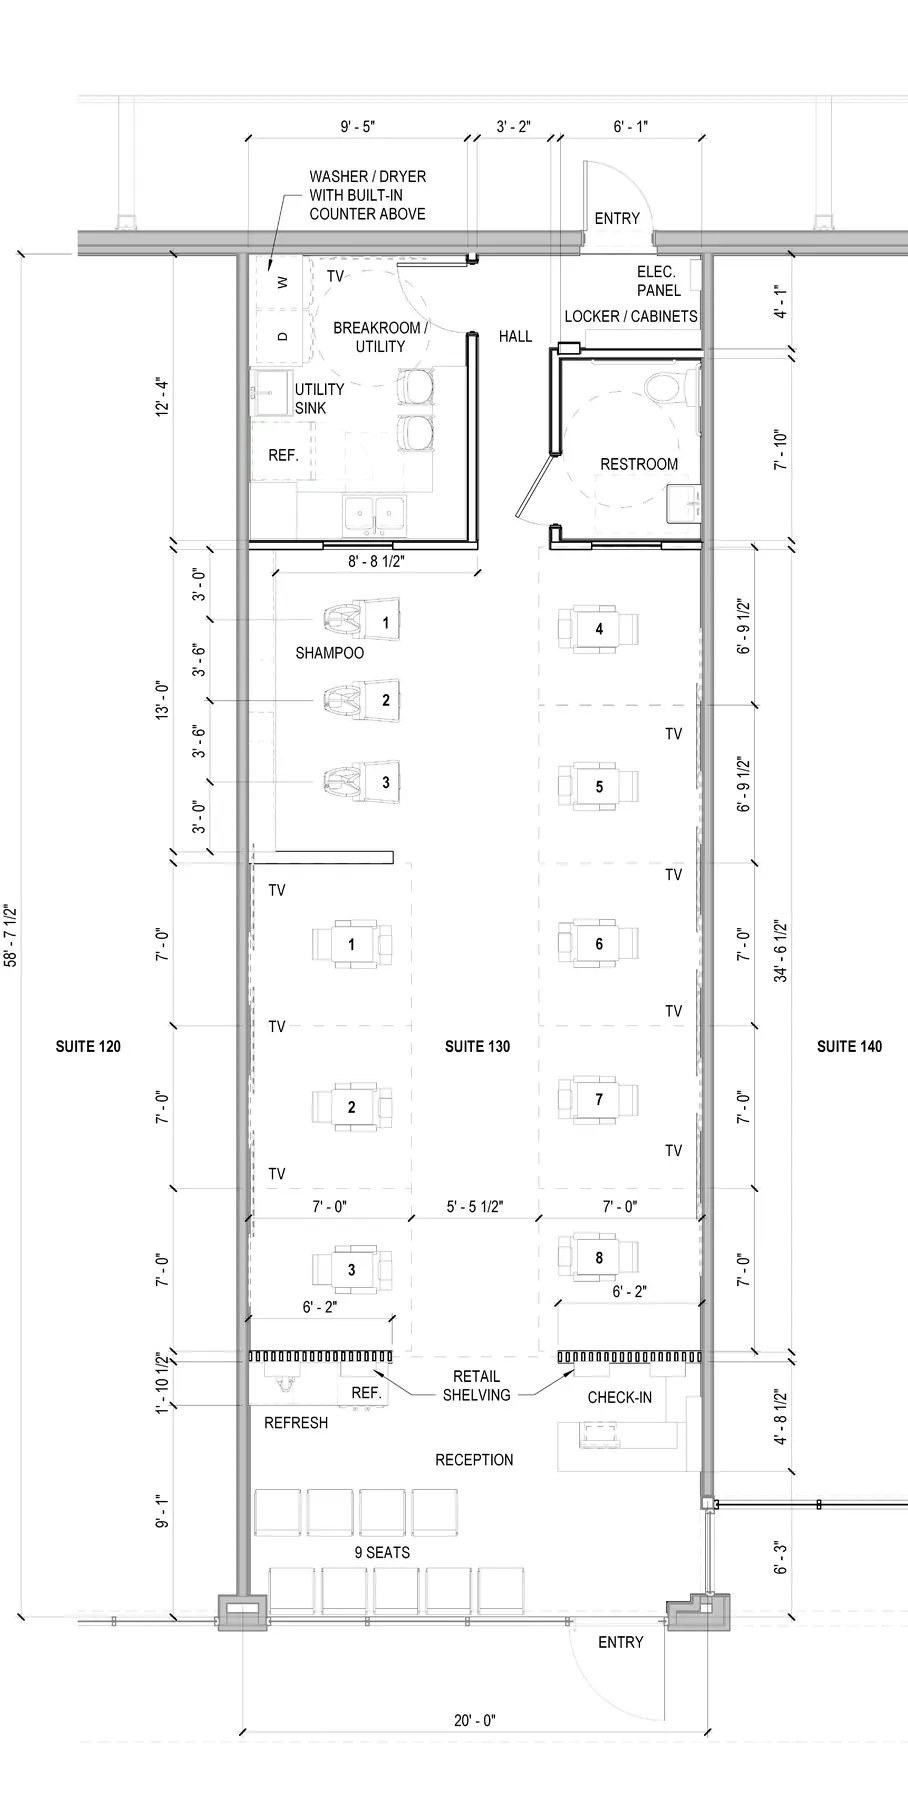 9' - 5"
3' - 2"
6' - 1"
WASHER / DRYER
WITH BUILT-IN
COUNTER ABOVE
ENTRY
TV
ELEC.
PANEL
W
LOCKER / CABINETS
4' - 1"
BREAKROOM /
UTILITY
HALL
D
12' - 4"
UTILITY
SINK
REF.
RESTROOM
7' - 10"
8' - 8 1/2"
3' - 0"
1
4
6' - 9 1/2"
SHAMPOO
3' - 6"
13' - 0"
2
TV
3' - 6"
3
5
6' - 9 1/2"
3' - 0"
TV
TV
58' - 7 1/2"
7' - 0"
1
6
7' - 0"
34' - 6 1/2"
TV
TV
SUITE 120
SUITE 130
SUITE 140
7' - 0"
2
7
7' - 0"
TV
TV
7' - 0"
5' - 5 1/2"
7' - 0"
7' - 0"
3
8
7' - 0"
6' - 2"
6' - 2"
1' - 10 1/2"
RETAIL
SHELVING
REF.
CHECK-IN
4' - 8 1/2"
REFRESH
RECEPTION
9' - 1"
9 SEATS
6' - 3"
ENTRY
20' - 0"